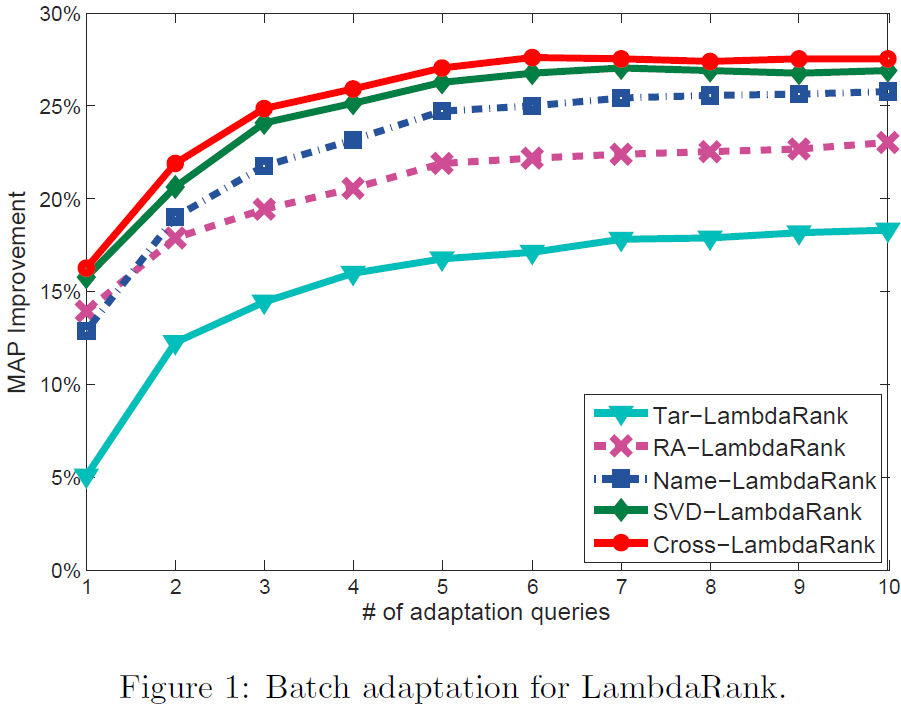 30%
25%
20%
15%
10%
5%
0%
MAP Improvement
1 2 3 4 5 6 7 8 9 10
# of adaptation queries
Tar−LambdaRank
RA−LambdaRank
Name−LambdaRank
SVD−LambdaRank
Cross−LambdaRank
Figure 1: Batch adaptation for LambdaRank.